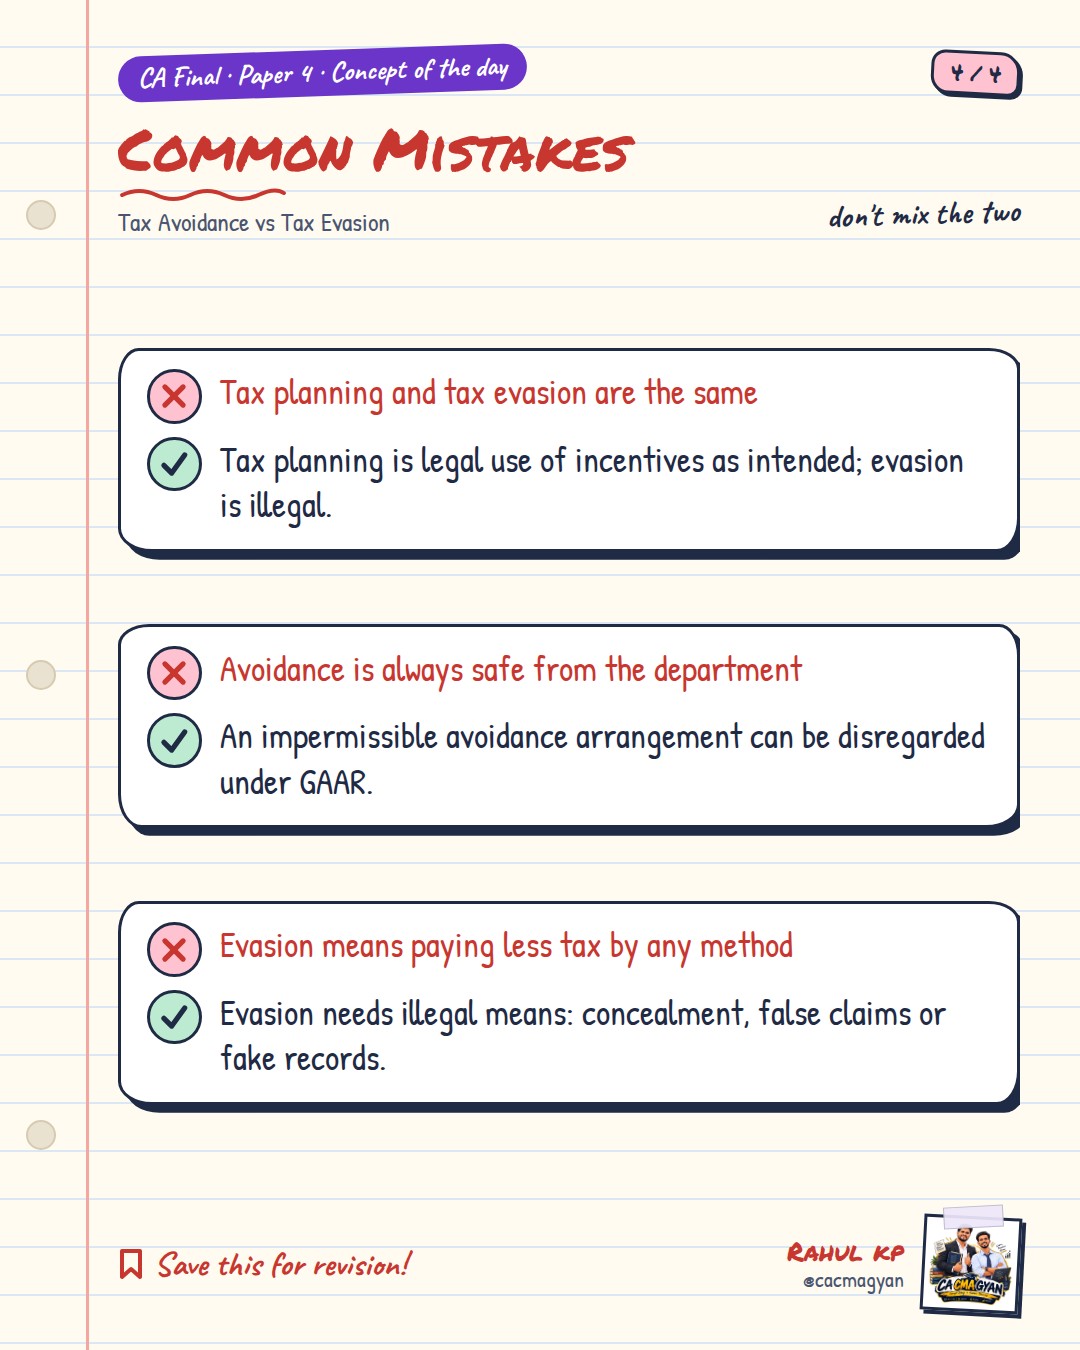 CA Final · Paper 4 · Concept of the day
4 / 4
Common Mistakes
Tax Avoidance vs Tax Evasion
don't mix the two
Tax planning and tax evasion are the same
Tax planning is legal use of incentives as intended; evasion
is illegal.
Avoidance is always safe from the department
An impermissible avoidance arrangement can be disregarded
under GAAR.
Evasion means paying less tax by any method
Evasion needs illegal means: concealment, false claims or
fake records.
Save this for revision!
Rahul KP
@cacmagyan
CA CMA GYAN